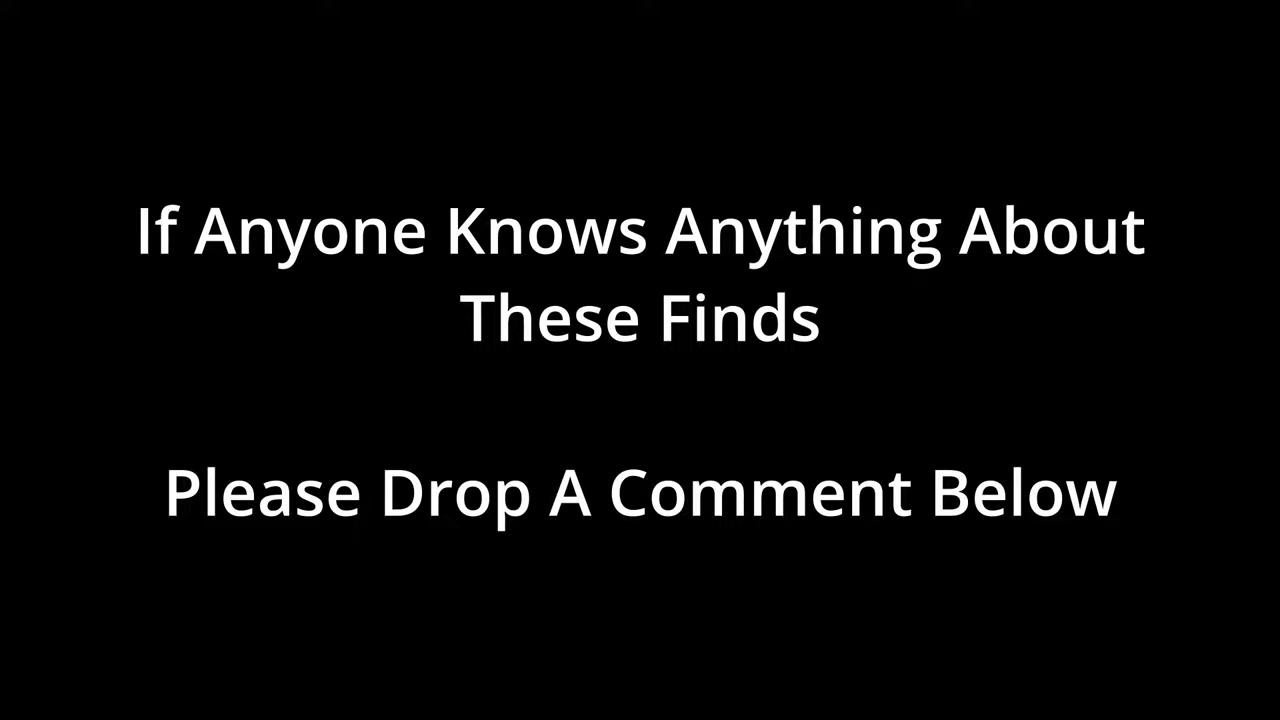 If Anyone Knows Anything About
These Finds
Please Drop A Comment Below